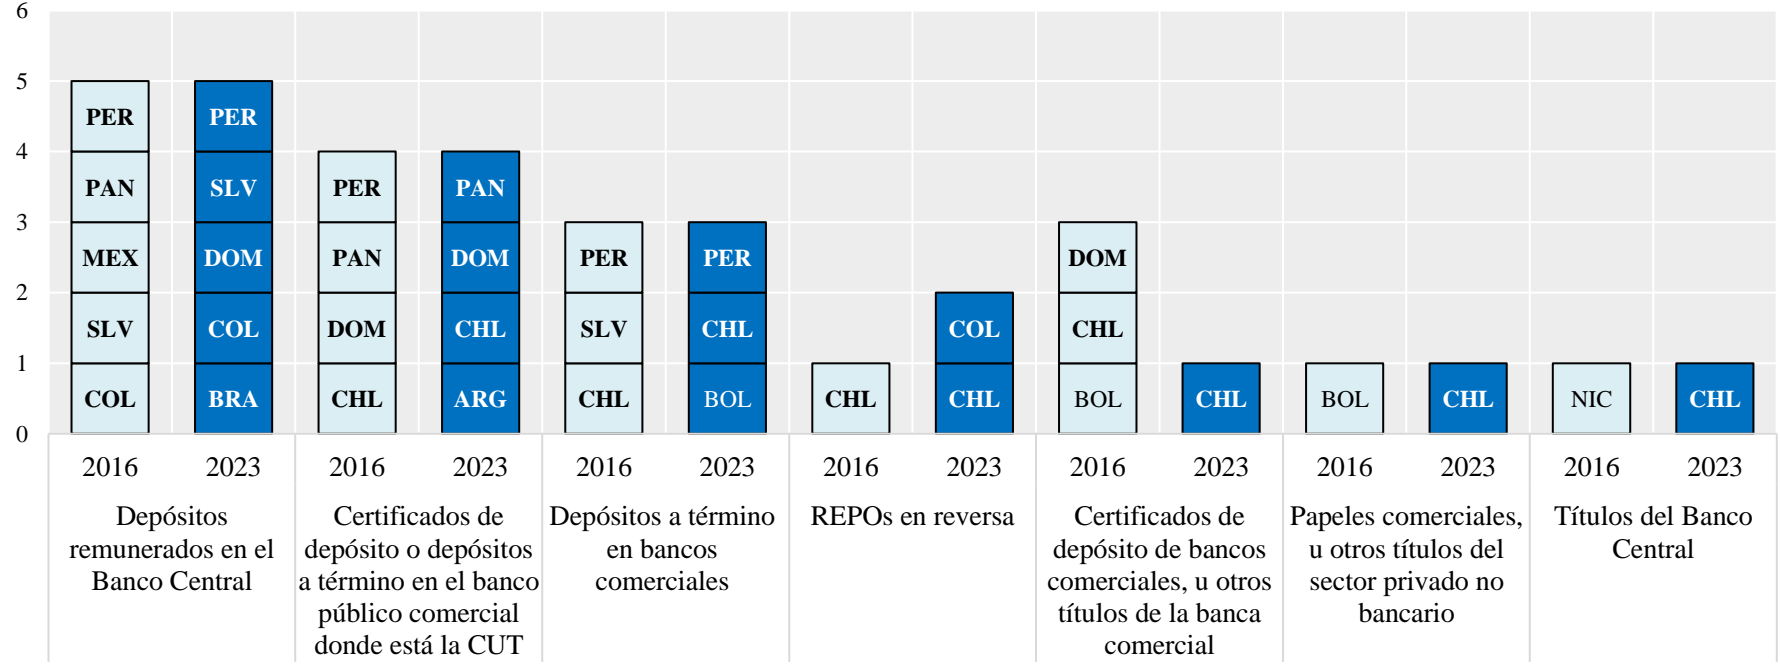 6
5
4
3
2
1
0
PER
PAN
MEX
SLV
COL
PER
SLV
DOM
COL
BRA
PER
PAN
DOM
CHL
PAN
DOM
CHL
ARG
PER
SLV
CHL
PER
CHL
BOL
CHL
COL
CHL
DOM
CHL
BOL
CHL
BOL
CHL
NIC
CHL
2016 2023 2016 2023 2016 2023 2016 2023 2016 2023 2016 2023 2016 2023
Depósitos
remunerados en el
Banco Central
Certificados de
depósito o depósitos
a término en el banco
público comercial
donde está la CUT
Depósitos a término
en bancos
comerciales
REPOs en reversa
Certificados de
depósito de bancos
comerciales, u otros
títulos de la banca
comercial
Papeles comerciales,
u otros títulos del
sector privado no
bancario
Títulos del Banco
Central